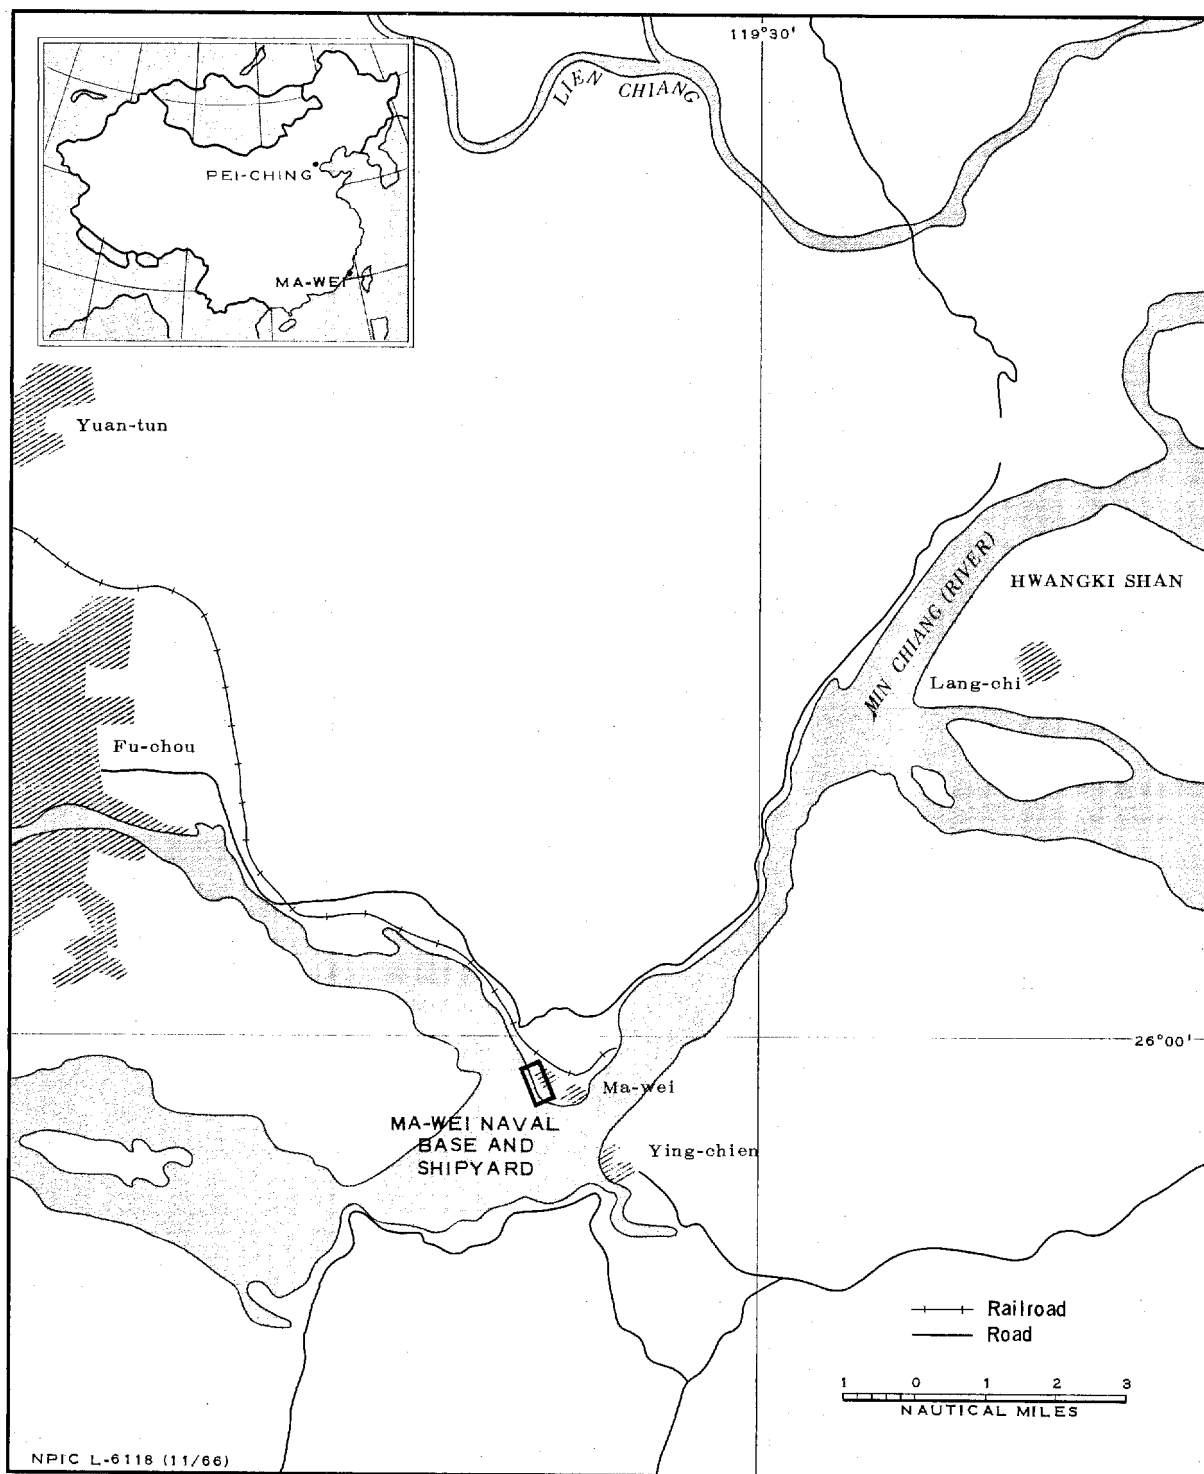 119°30'
LIEN CHIANG
PEI-CHING
MA-WEI
Yuan-tun
HWANGKI SHAN
MIN CHIANG (RIVER)
Lang-chi
Fu-chou
26°00'
Ma-wei
MA-WEI NAVAL
BASE AND
SHIPYARD
Ying-chien
Railroad
Road
1 0 1 2 3
NAUTICAL MILES
NPIC L-6118 (11/66)